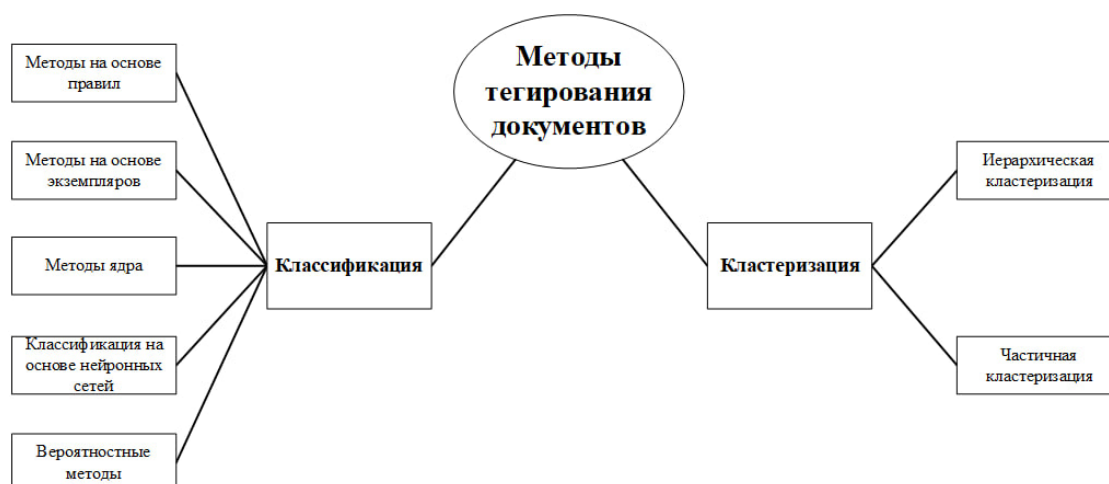 Методы
тегирования
документов
Методы на основе
правил
Методы на основе
экземпляров
Методы ядра
Классификация на
основе нейронных
сетей
Вероятностные
методы
Классификация
Кластеризация
Иерархическая
кластеризация
Частичная
кластеризация